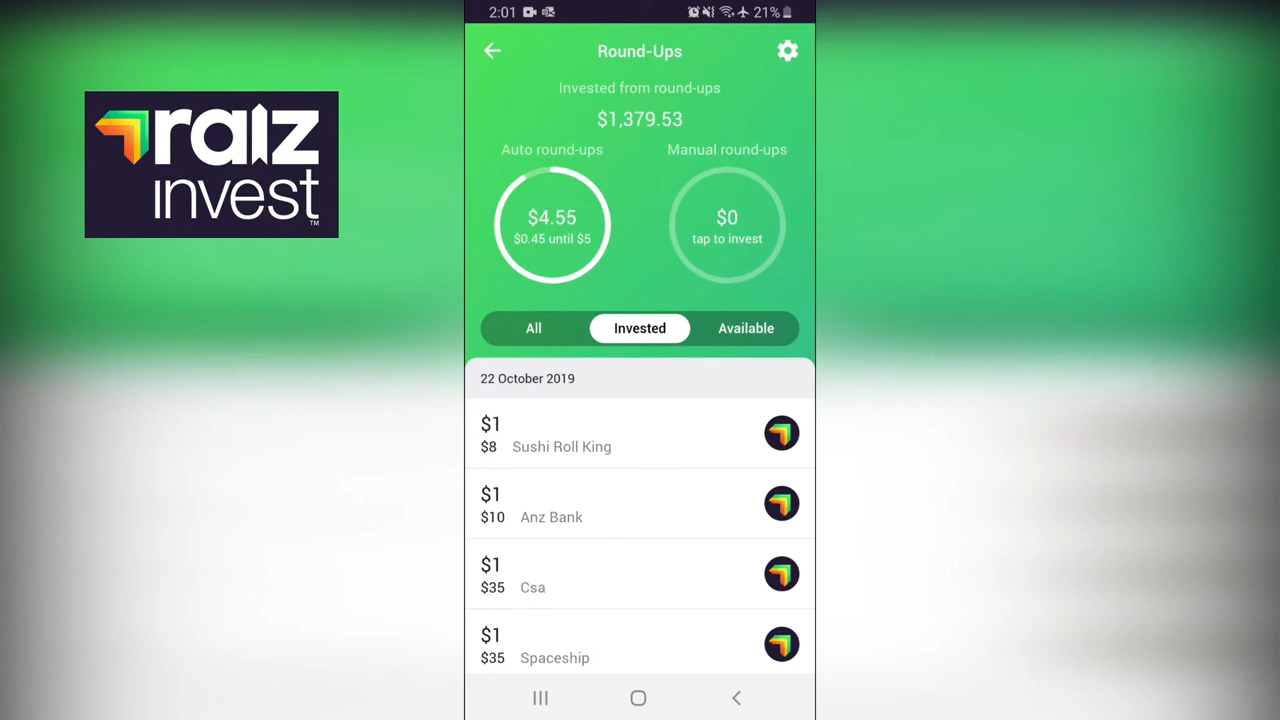 raiz
invest
TM
2:01
21%
Round-Ups
Invested from round-ups
$1,379.53
Auto round-ups
Manual round-ups
$4.55
$0.45 until $5
$0
tap to invest
All
Invested
Available
22 October 2019
$1
$8 Sushi Roll King
$1
$10 Anz Bank
$1
$35 Csa
$1
$35 Spaceship